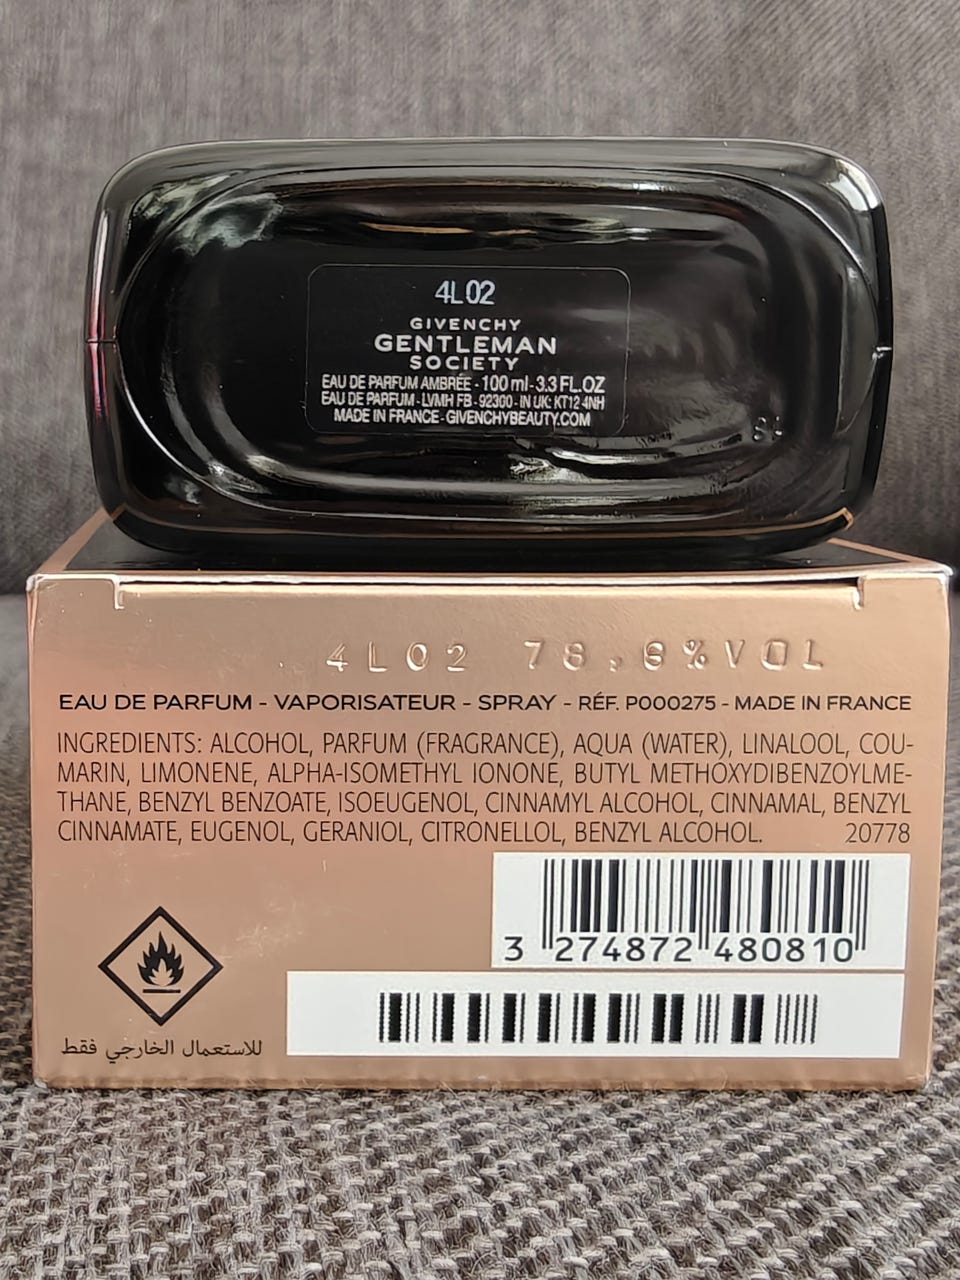 4L02
GIVENCHY
GENTLEMAN
SOCIETY
EAU DE PARFUM AMBRÉE - 100 ml - 3.3 FL.OZ
EAU DE PARFUM - LVMH FB - 92300 - IN UK: KT12 4NH
MADE IN FRANCE - GIVENCHYBEAUTY.COM
4L02 78,6%VOL
EAU DE PARFUM - VAPORISATEUR - SPRAY - RÉF. P000275 - MADE IN FRANCE
INGREDIENTS: ALCOHOL, PARFUM (FRAGRANCE), AQUA (WATER), LINALOOL, COU-
MARIN, LIMONENE, ALPHA-ISOMETHYL IONONE, BUTYL METHOXYDIBENZOYLME-
THANE, BENZYL BENZOATE, ISOEUGENOL, CINNAMYL ALCOHOL, CINNAMAL, BENZYL
CINNAMATE, EUGENOL, GERANIOL, CITRONELLOL, BENZYL ALCOHOL. 20778
3 274872 480810
للاستعمال الخارجي فقط